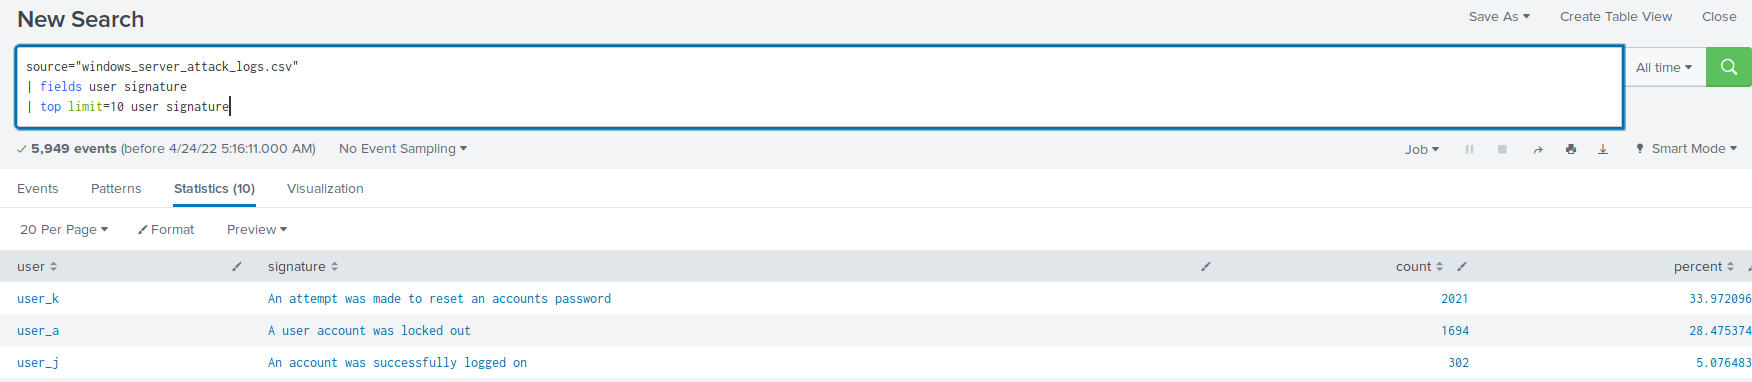 New Search
Save As Create Table View Close
source="windows_server_attack_logs.csv"
| fields user signature
| top limit=10 user signature
All time
5,949 events (before 4/24/22 5:16:11.000 AM) No Event Sampling
Job Smart Mode
Events Patterns Statistics (10) Visualization
20 Per Page Format Preview
user signature count percent
user_k An attempt was made to reset an accounts password 2021 33.972096
user_a A user account was locked out 1694 28.475374
user_j An account was successfully logged on 302 5.076483